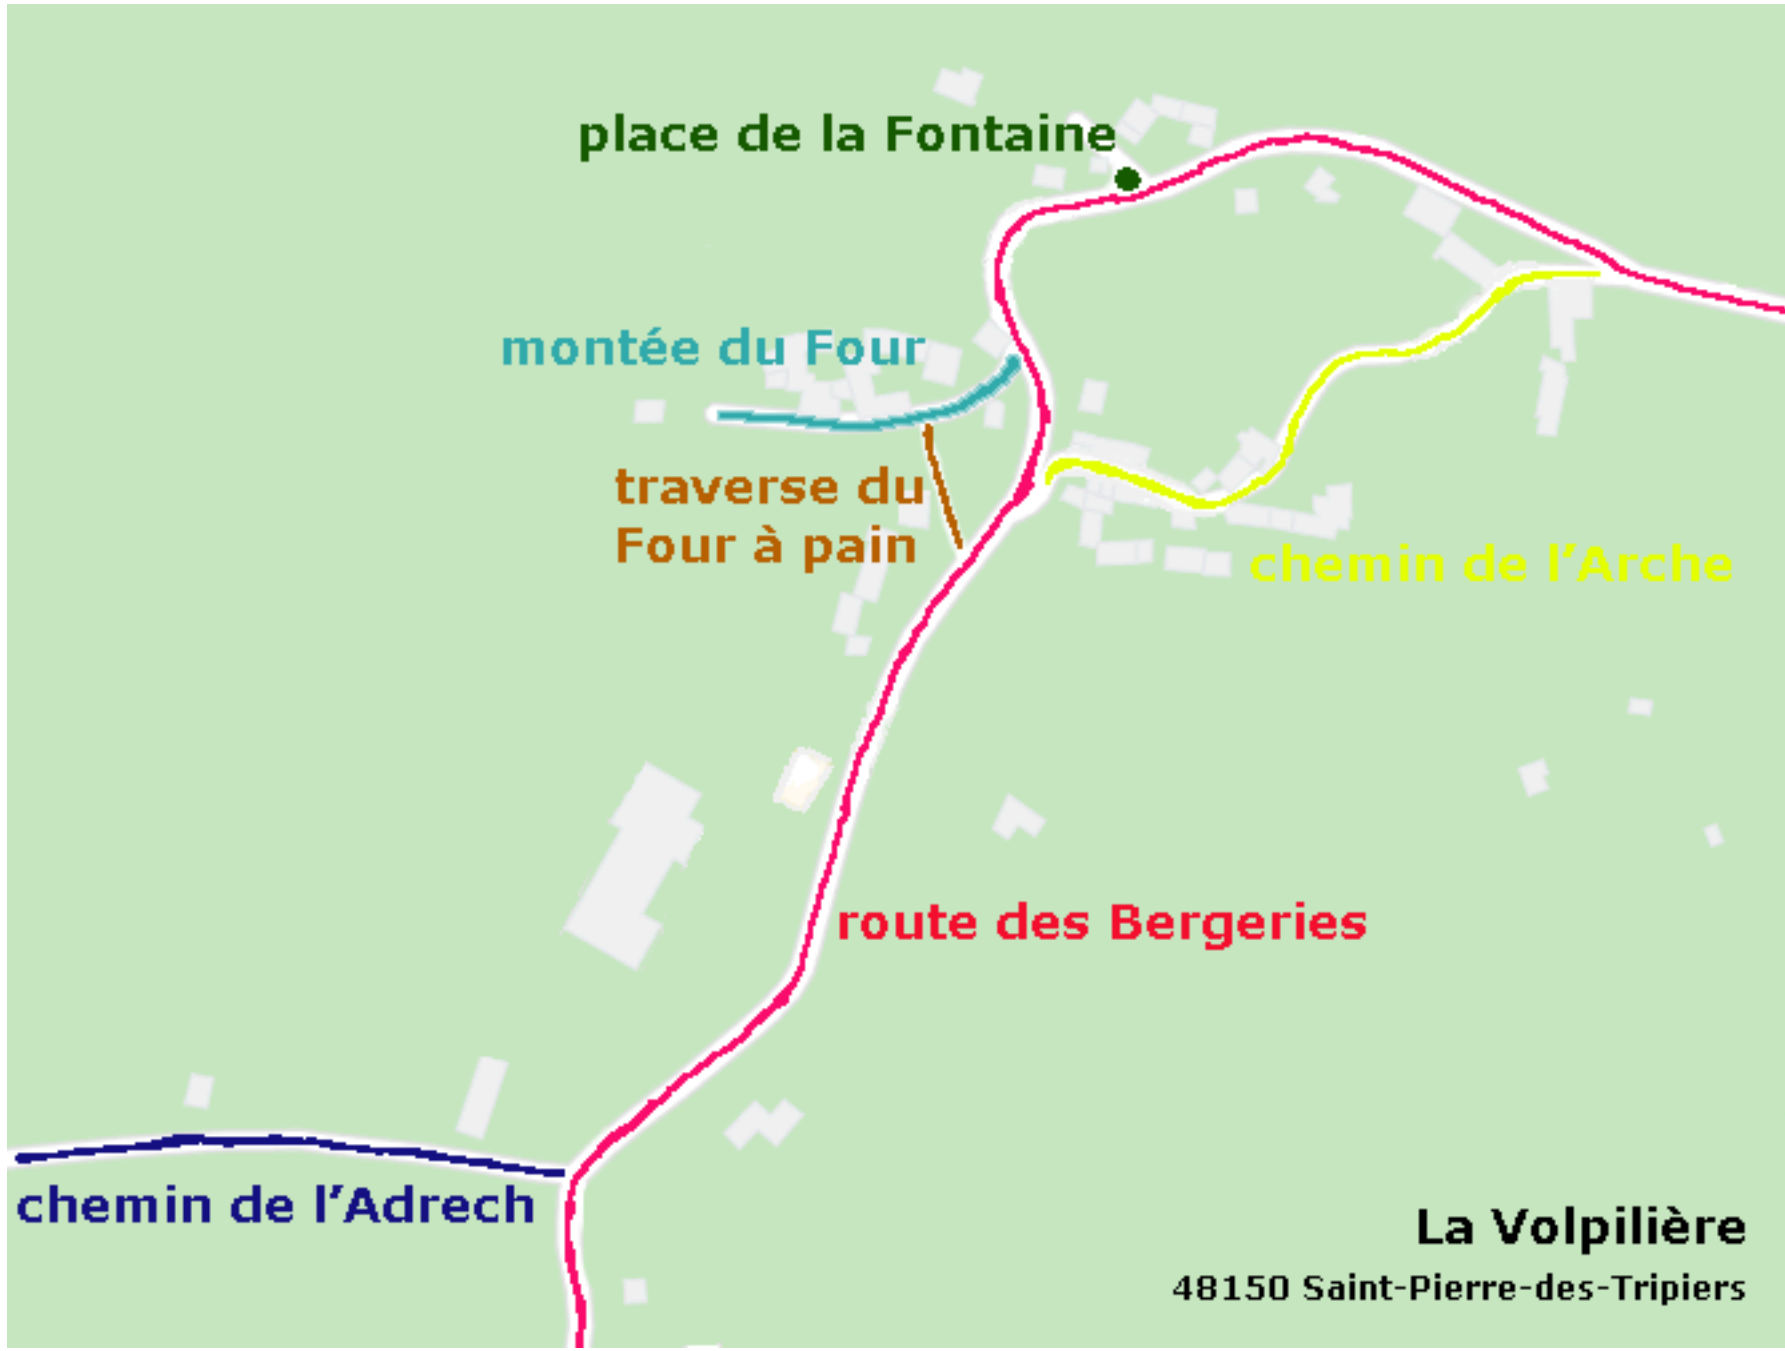 place de la Fontaine
montée du Four
traverse du
Four à pain
chemin de l’Arche
route des Bergeries
chemin de l’Adrech
La Volpilière
48150 Saint-Pierre-des-Tripiers